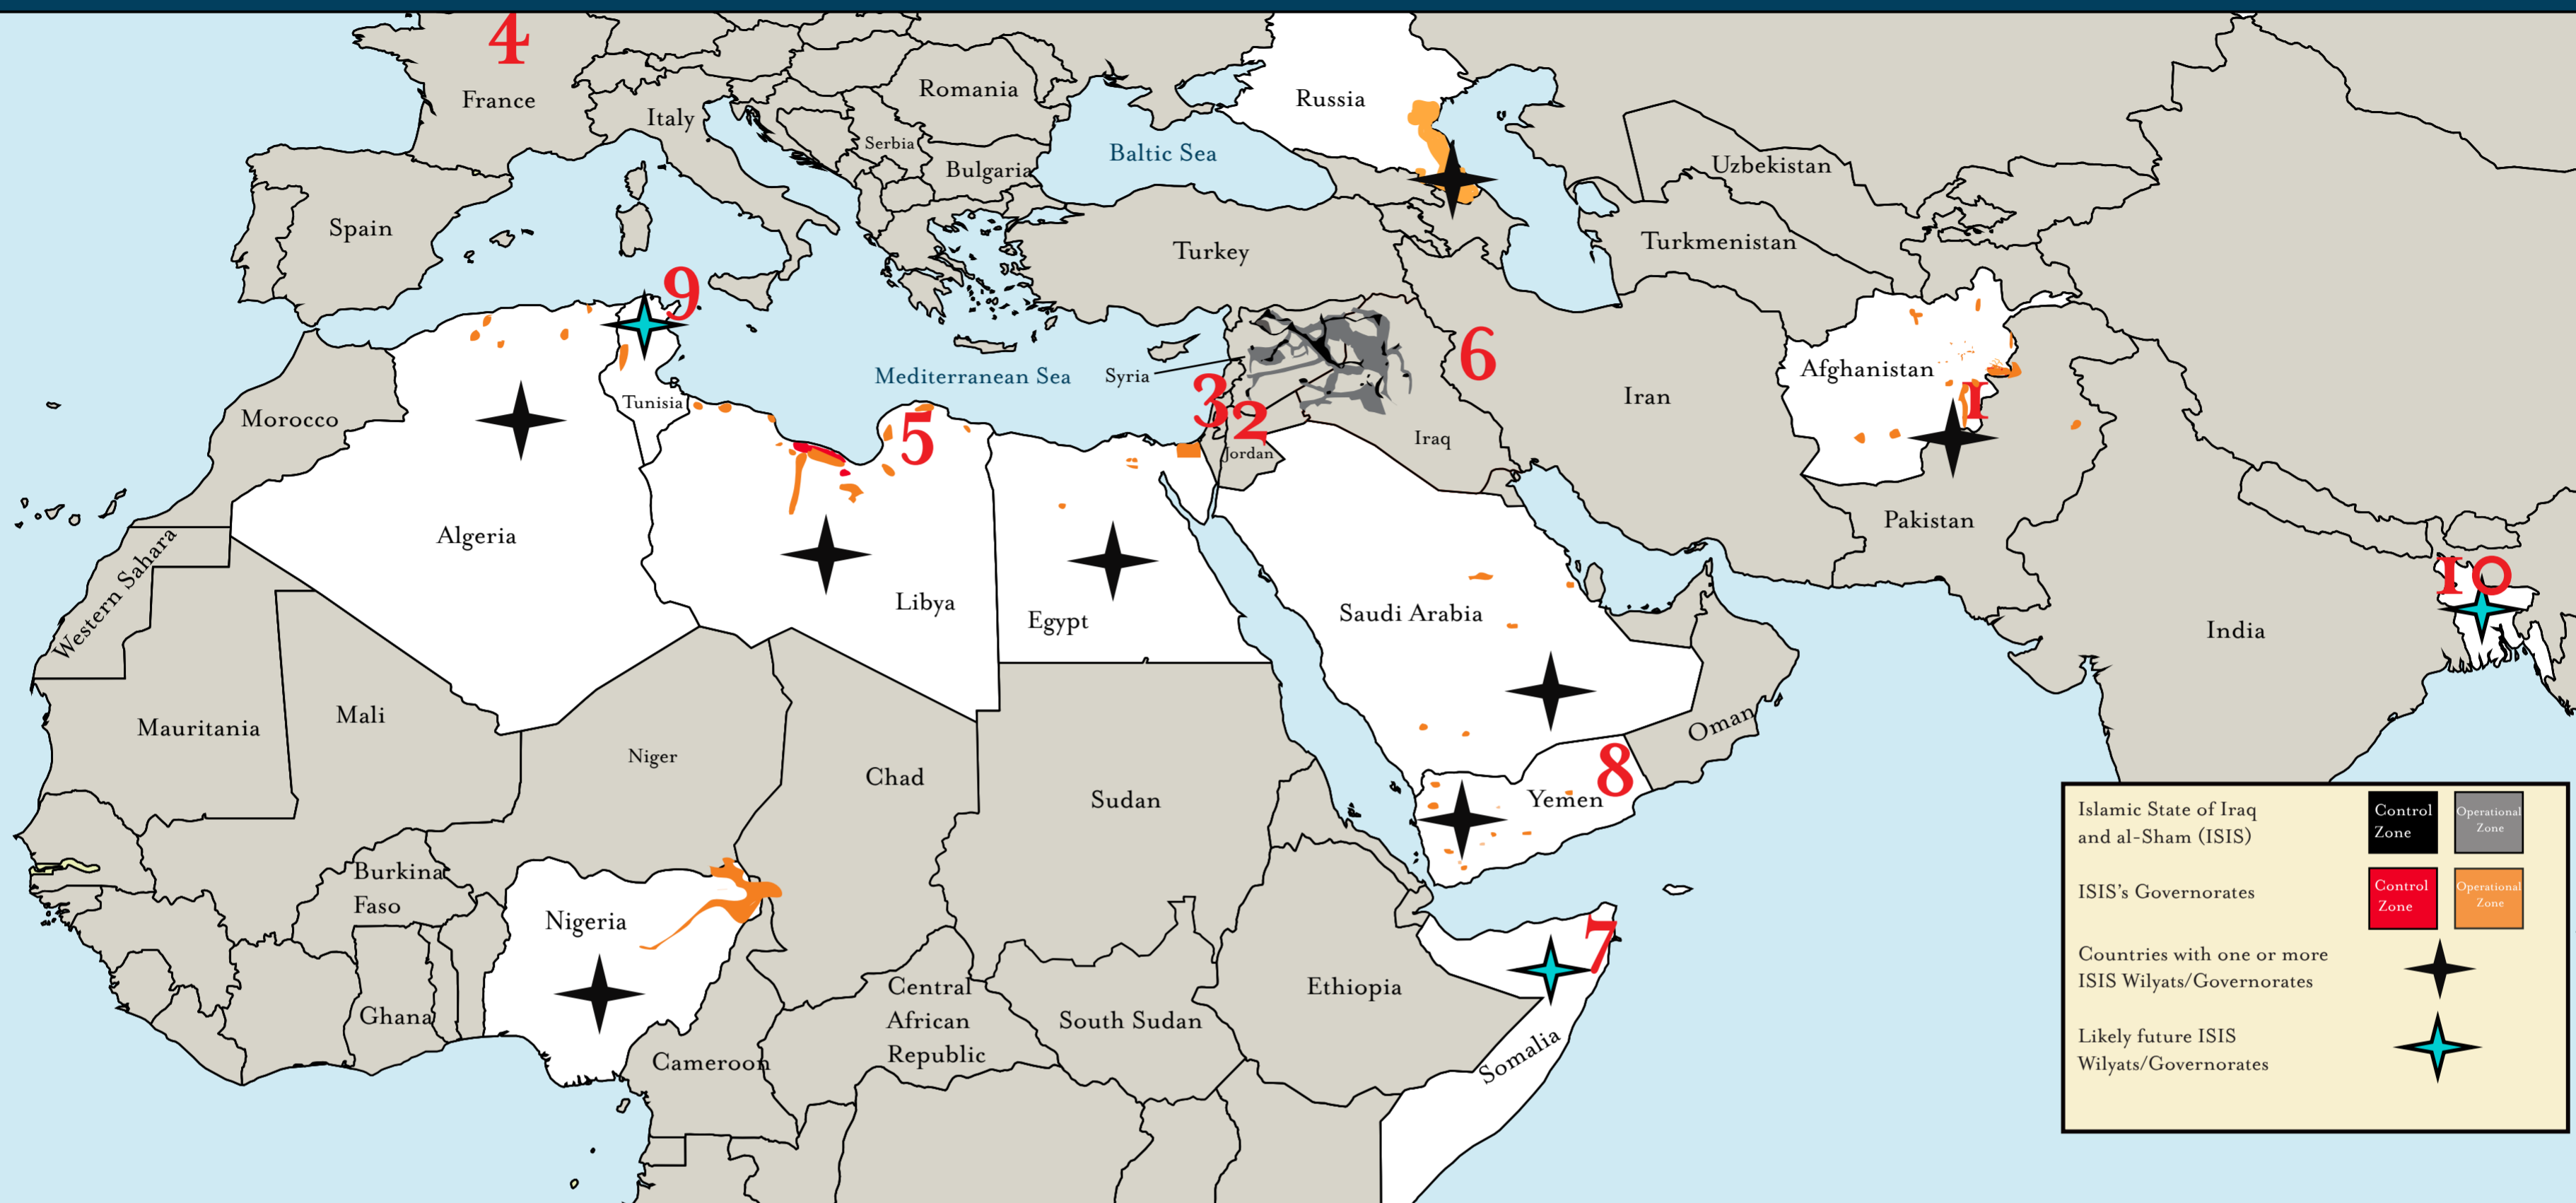 4
France
Italy
Romania
Serbia
Bulgaria
Baltic Sea
Russia
Uzbekistan
Spain
Turkey
Turkmenistan
9
Mediterranean Sea
Syria
3
2
6
Iran
Afghanistan
1
Morocco
Tunisia
5
Jordan
Iraq
Algeria
Pakistan
10
Western Sahara
Libya
Egypt
Saudi Arabia
India
Mauritania
Mali
Niger
Chad
Sudan
Oman
8
Yemen
Burkina
Faso
Nigeria
7
Ghana
Cameroon
Central
African
Republic
South Sudan
Ethiopia
Somalia
Islamic State of Iraq
and al-Sham (ISIS)
Control
Zone
Operational
Zone
ISIS's Governorates
Control
Zone
Operational
Zone
Countries with one or more
ISIS Wilyats/Governorates
Likely future ISIS
Wilyats/Governorates